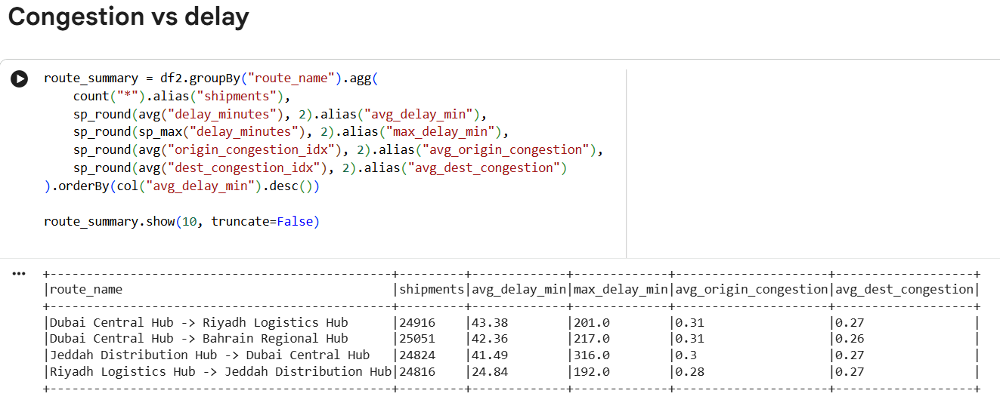 Congestion vs delay
route_summary = df2.groupBy("route_name").agg(
    count("*").alias("shipments"),
    sp_round(avg("delay_minutes"), 2).alias("avg_delay_min"),
    sp_round(sp_max("delay_minutes"), 2).alias("max_delay_min"),
    sp_round(avg("origin_congestion_idx"), 2).alias("avg_origin_congestion"),
    sp_round(avg("dest_congestion_idx"), 2).alias("avg_dest_congestion")
).orderBy(col("avg_delay_min").desc())
route_summary.show(10, truncate=False)
+-----------------------------------------------+---------+-------------+-------------+---------------------+-------------------+
|route_name                                     |shipments|avg_delay_min|max_delay_min|avg_origin_congestion|avg_dest_congestion|
+-----------------------------------------------+---------+-------------+-------------+---------------------+-------------------+
|Dubai Central Hub -> Riyadh Logistics Hub      |24916    |43.38        |201.0        |0.31                 |0.27               |
|Dubai Central Hub -> Bahrain Regional Hub      |25051    |42.36        |217.0        |0.31                 |0.26               |
|Jeddah Distribution Hub -> Dubai Central Hub   |24824    |41.49        |316.0        |0.3                  |0.27               |
|Riyadh Logistics Hub -> Jeddah Distribution Hub|24816    |24.84        |192.0        |0.28                 |0.27               |
+-----------------------------------------------+---------+-------------+-------------+---------------------+-------------------+